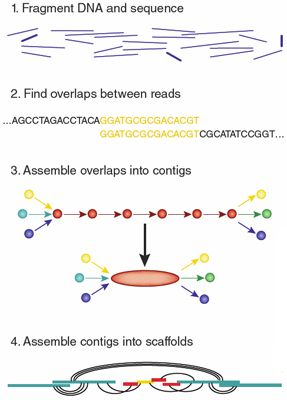 1. Fragment DNA and sequence
2. Find overlaps between reads
...AGCCTAGACCTACAGGATGCGCGACACGT
GGATGCGCGACACGTCGCATATCCGGT...
3. Assemble overlaps into contigs
4. Assemble contigs into scaffolds